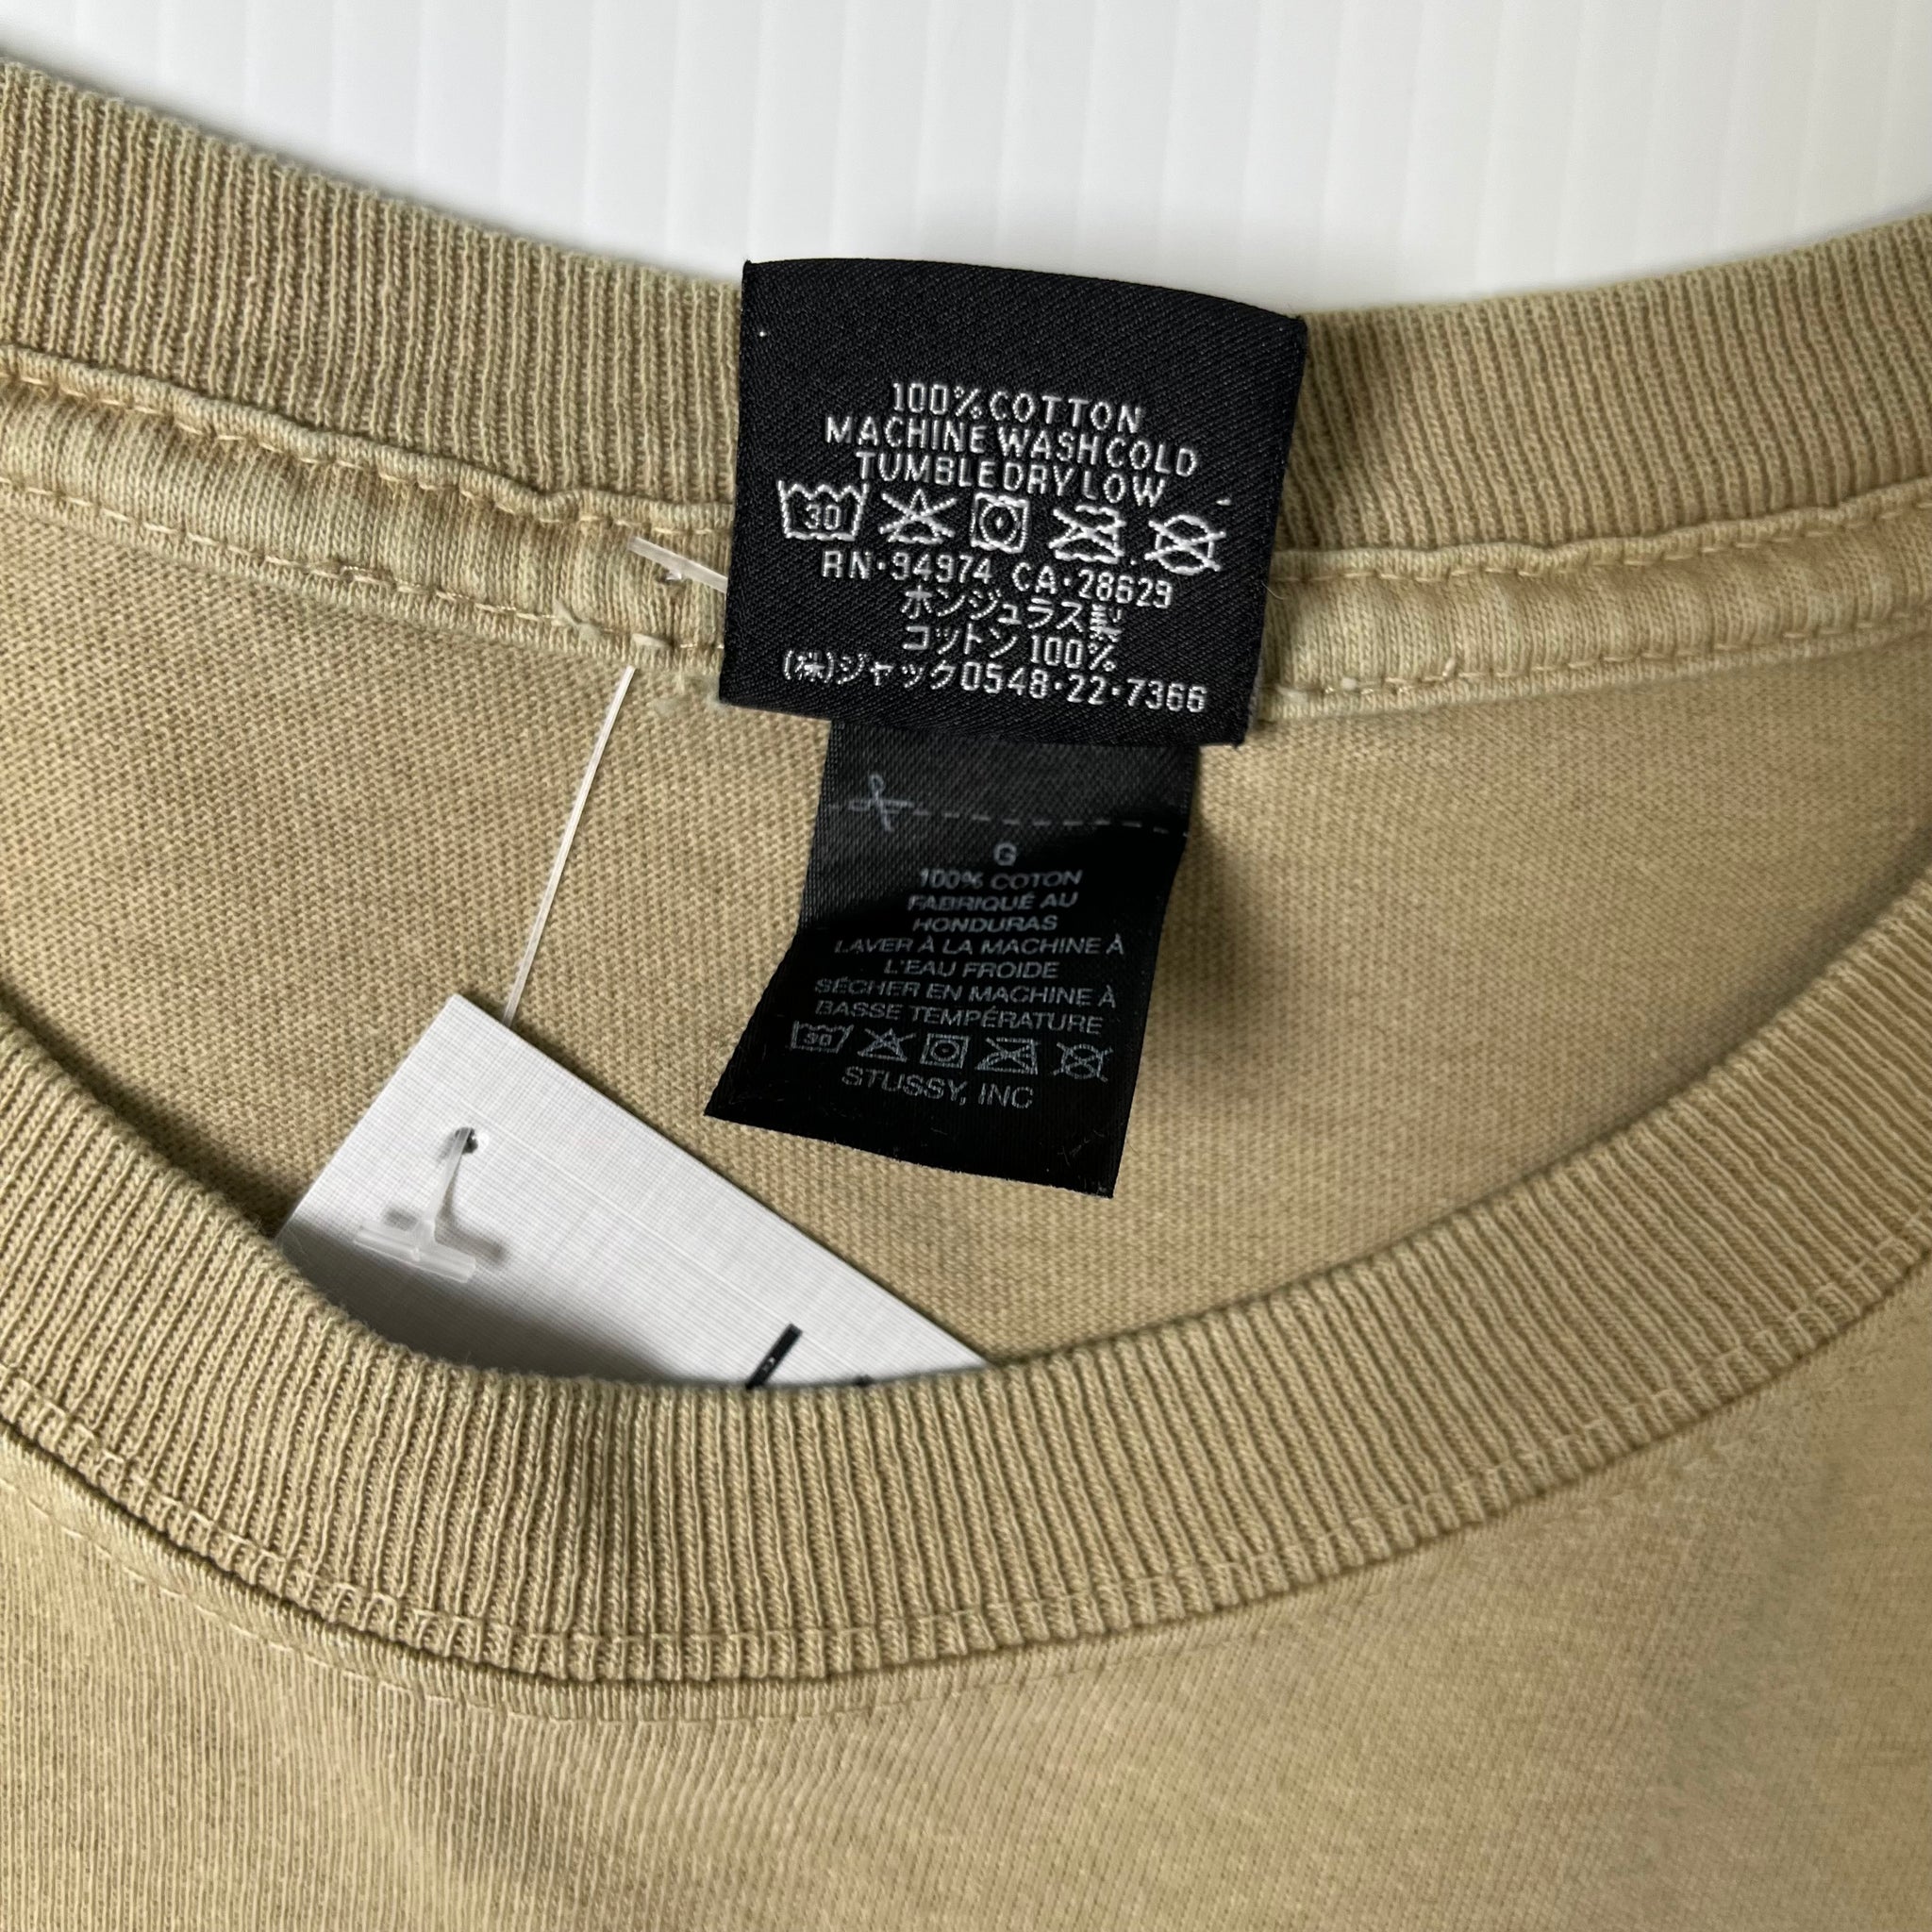 100% COTTON
MACHINE WASH COLD
TUMBLE DRY LOW
30
RN·94974 CA·28629
ホンジュラス製
コットン 100%
(株)ジャック0548·22·7366
G
100% COTON
FABRIQUÉ AU
HONDURAS
LAVER À LA MACHINE À
L'EAU FROIDE
SÉCHER EN MACHINE À
BASSE TEMPÉRATURE
30
STUSSY, INC